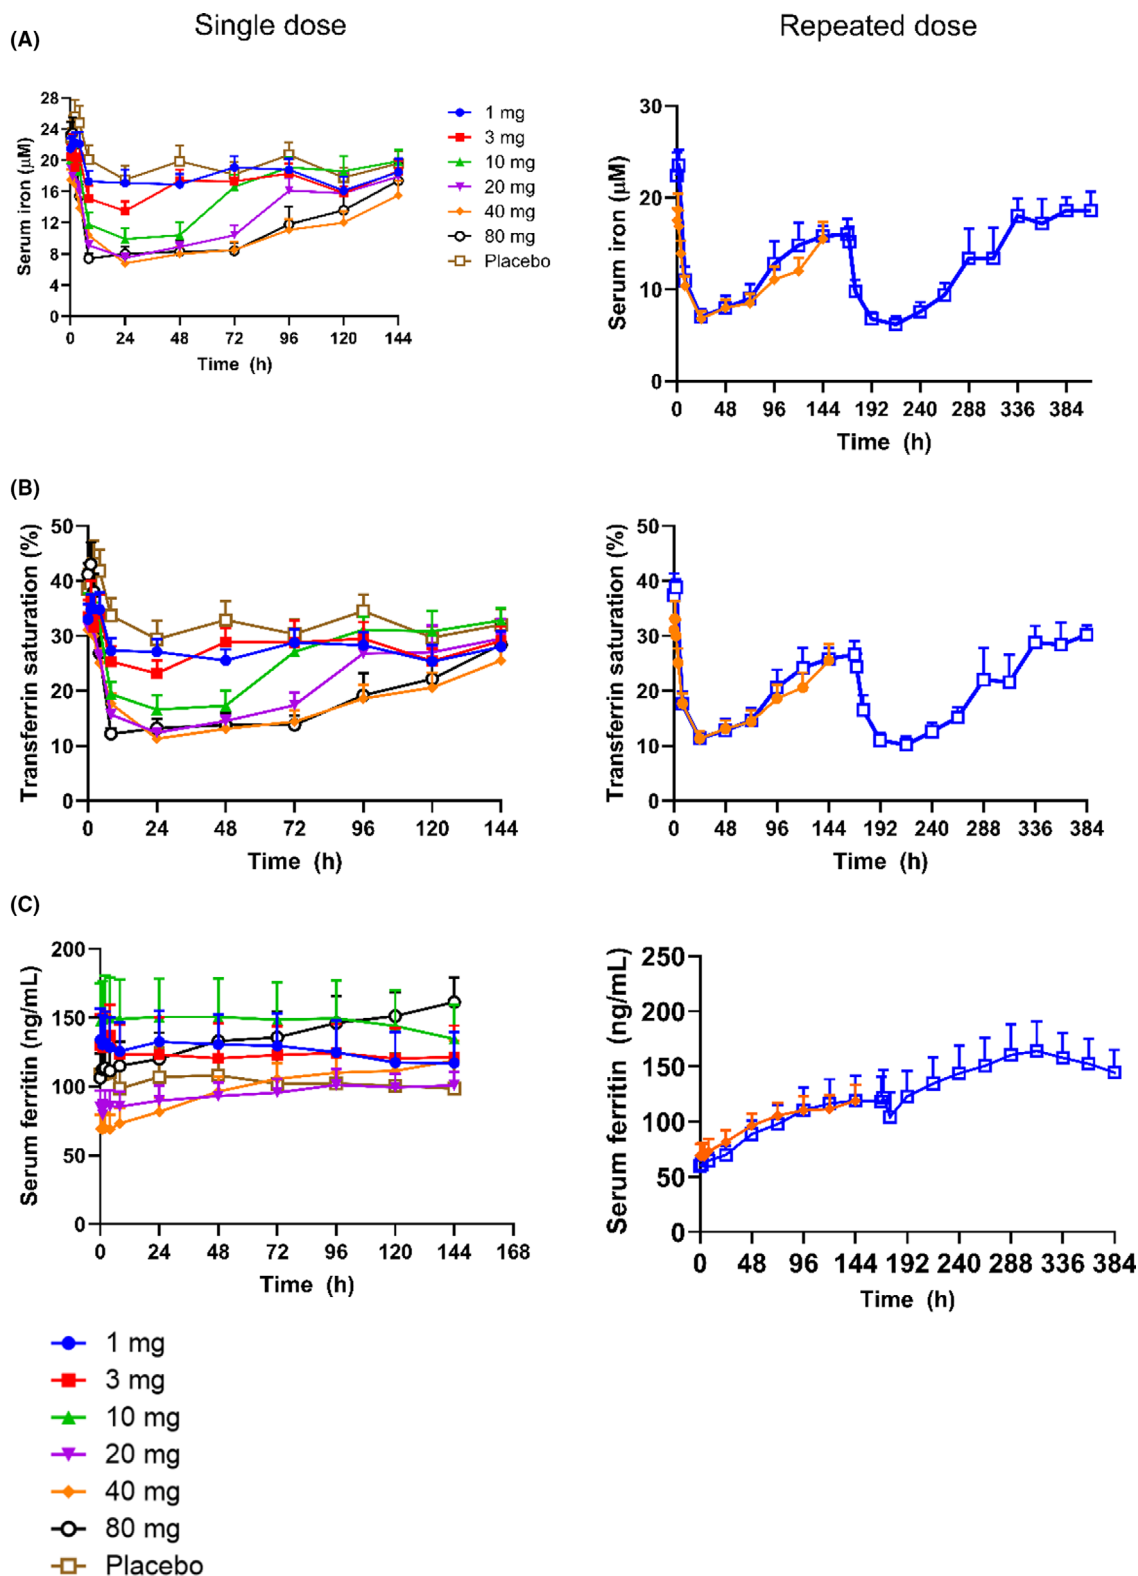 Single dose
Repeated dose
(A)
Serum iron (μM)
28
24
20
16
12
8
4
0
0 24 48 72 96 120 144
Time (h)
1 mg
3 mg
10 mg
20 mg
40 mg
80 mg
Placebo
Serum iron (μM)
30
20
10
0
0 48 96 144 192 240 288 336 384
Time (h)
(B)
Transferrin saturation (%)
50
40
30
20
10
0
0 24 48 72 96 120 144
Time (h)
Transferrin saturation (%)
50
40
30
20
10
0
0 48 96 144 192 240 288 336 384
Time (h)
(C)
Serum ferritin (ng/mL)
200
150
100
50
0
0 24 48 72 96 120 144 168
Time (h)
Serum ferritin (ng/mL)
250
200
150
100
50
0
0 48 96 144 192 240 288 336 384
Time (h)
1 mg
3 mg
10 mg
20 mg
40 mg
80 mg
Placebo